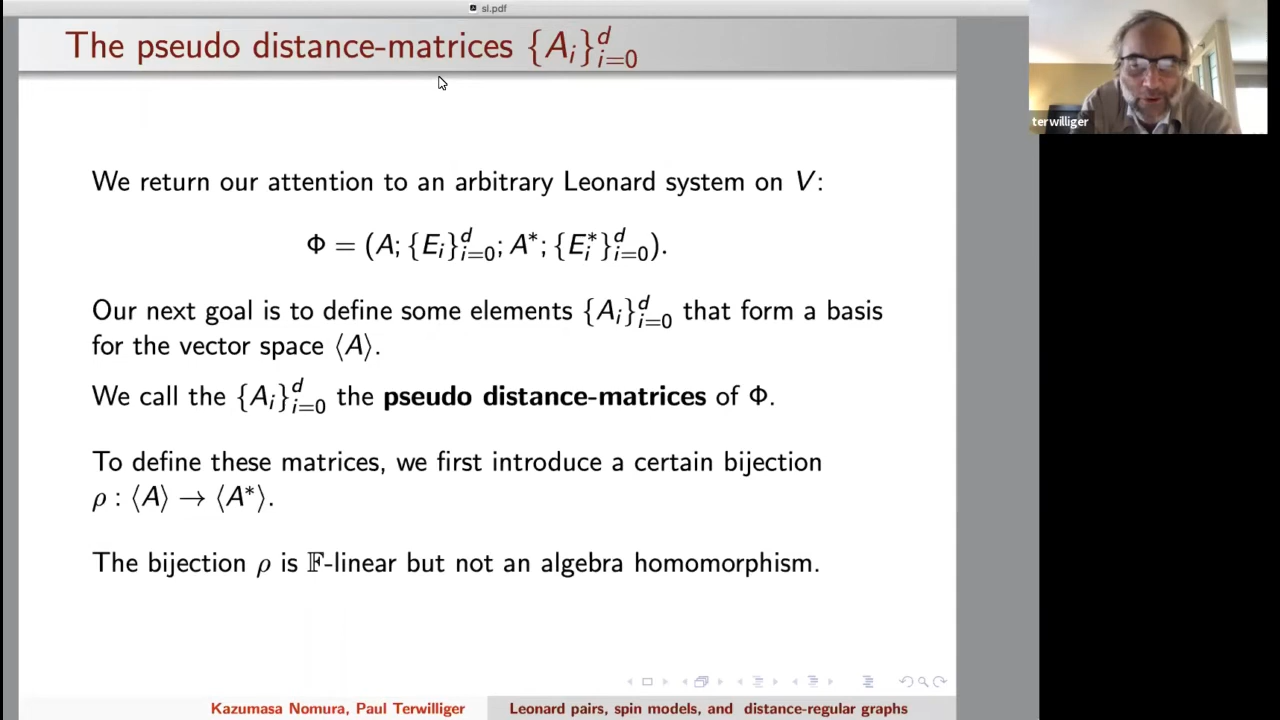 sl.pdf
The pseudo distance-matrices {A_i}_{i=0}^d
terwilliger
We return our attention to an arbitrary Leonard system on V:
Φ = (A; {E_i}_{i=0}^d; A*; {E_i^*}_{i=0}^d).
Our next goal is to define some elements {A_i}_{i=0}^d that form a basis
for the vector space ⟨A⟩.
We call the {A_i}_{i=0}^d the pseudo distance-matrices of Φ.
To define these matrices, we first introduce a certain bijection
ρ : ⟨A⟩ → ⟨A*⟩.
The bijection ρ is 𝔽-linear but not an algebra homomorphism.
Kazumasa Nomura, Paul Terwilliger
Leonard pairs, spin models, and distance-regular graphs